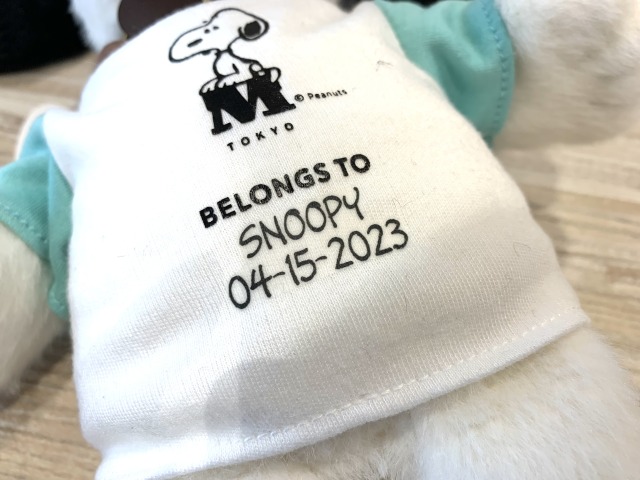 M
© Peanuts
TOKYO
BELONGS TO
SNOOPY
04-15-2023